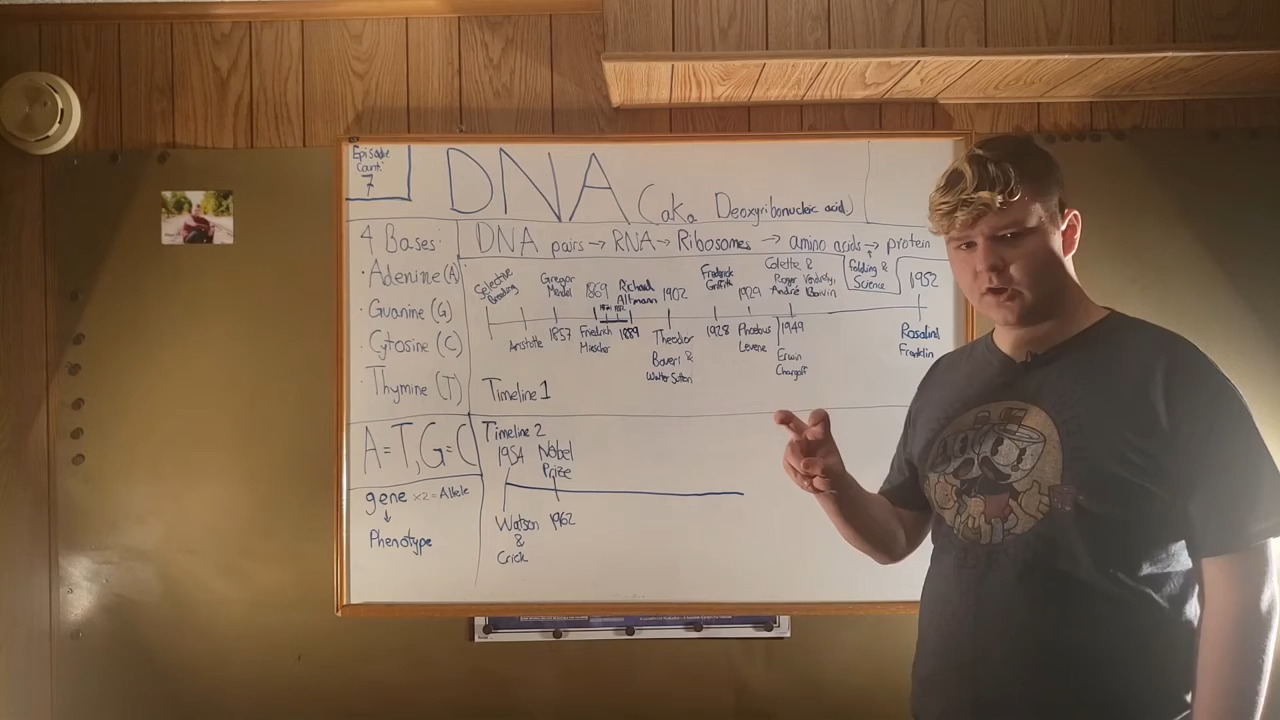 Episode
Count:
7
DNA (aka Deoxyribonucleic acid)
4 Bases:
· Adenine (A)
· Guanine (G)
· Cytosine (C)
· Thymine (T)
A=T, G=C
gene x2 = Allele
↓
Phenotype
DNA pairs → RNA → Ribosomes → amino acids → protein
folding &
Science
Selective
Breeding
Aristotle
Gregor
Mendel
1857
1869
Friedrich
Miescher
Richard
Altmann
1889
1902
Theodor
Boveri &
Walter Sutton
Frederick
Griffith
1928
1929
Phoebus
Levene
Colette &
Roger Vendrely,
André Boivin
1949
Erwin
Chargaff
1952
Rosalind
Franklin
Timeline 1
Timeline 2
1954
Watson
&
Crick
Nobel
Prize
1962